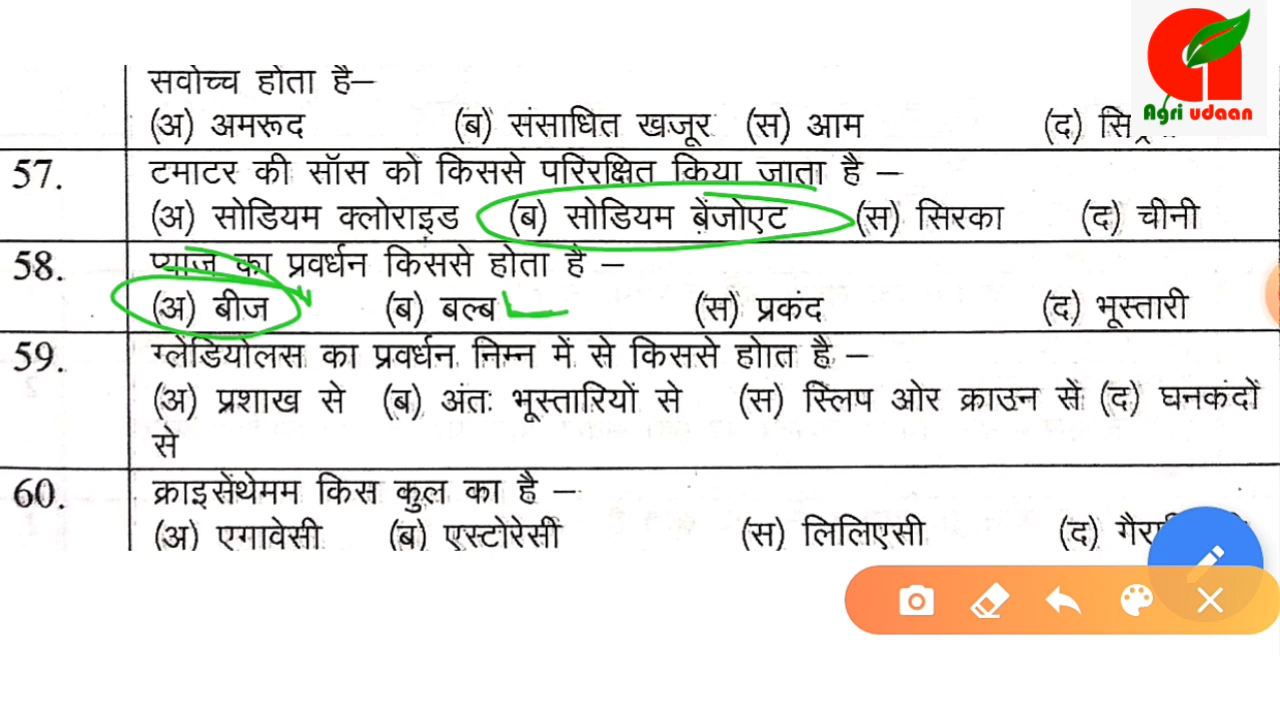 सर्वोच्च होता है–
(अ) अमरूद (ब) संसाधित खजूर (स) आम (द)
Agri udaan
57. टमाटर की सॉस को किससे परिरक्षित किया जाता है –
(अ) सोडियम क्लोराइड (ब) सोडियम बेंजोएट (स) सिरका (द) चीनी
58. प्याज का प्रवर्धन किससे होता है –
(अ) बीज (ब) बल्ब (स) प्रकंद (द) भूस्तारी
59. ग्लेडियोलस का प्रवर्धन निम्न में से किससे होाात है –
(अ) प्रशाख से (ब) अंतः भूस्तारियों से (स) स्लिप ओर क्राउन सें (द) घनकंदों
से
60. क्राइसेंथेमम किस कुल का है –
(अ) एगावेसी (ब) एस्टोरेसी (स) लिलिएसी (द)